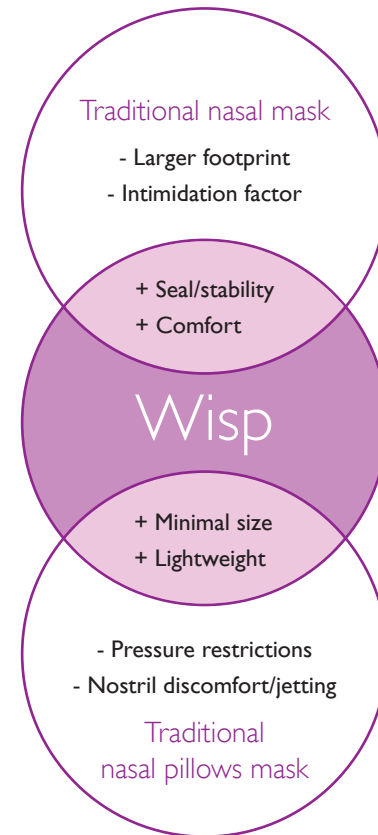 Traditional nasal mask
- Larger footprint
- Intimidation factor
+ Seal/stability
+ Comfort
Wisp
+ Minimal size
+ Lightweight
- Pressure restrictions
- Nostril discomfort/jetting
Traditional
nasal pillows mask